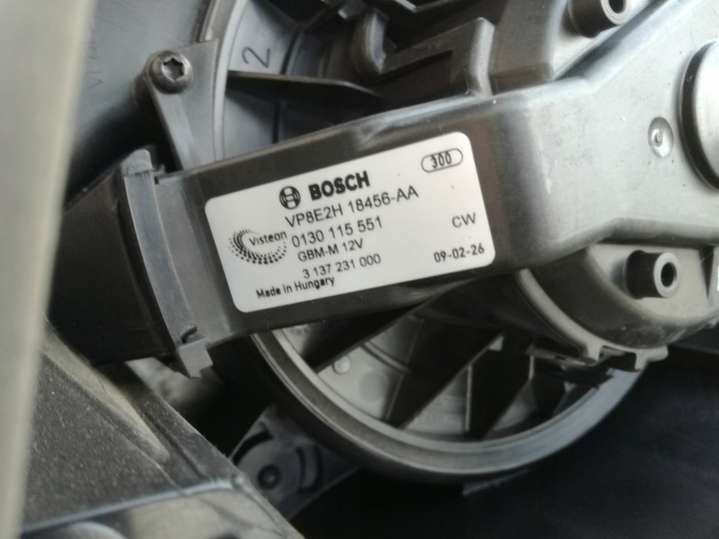 2
300
BOSCH
VP8E2H 18456-AA
Visteon
0130 115 551
CW
GBM-M 12V
3 137 231 000
09-02-26
Made in Hungary